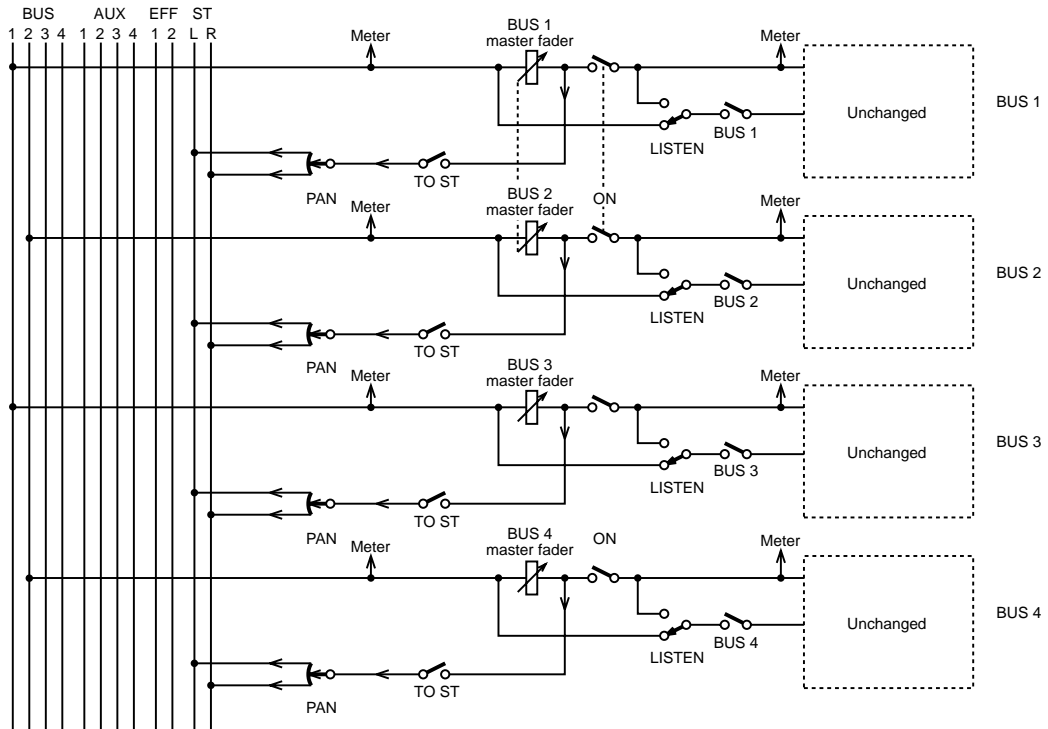 BUS AUX EFF ST
1 2 3 4 1 2 3 4 1 2 L R
Meter
BUS 1
master fader
Meter
Unchanged
BUS 1
BUS 1
LISTEN
TO ST
PAN
Meter
BUS 2
master fader
ON
Meter
Unchanged
BUS 2
BUS 2
LISTEN
TO ST
PAN
Meter
BUS 3
master fader
Meter
Unchanged
BUS 3
BUS 3
LISTEN
TO ST
PAN
Meter
BUS 4
master fader
ON
Meter
Unchanged
BUS 4
BUS 4
LISTEN
TO ST
PAN